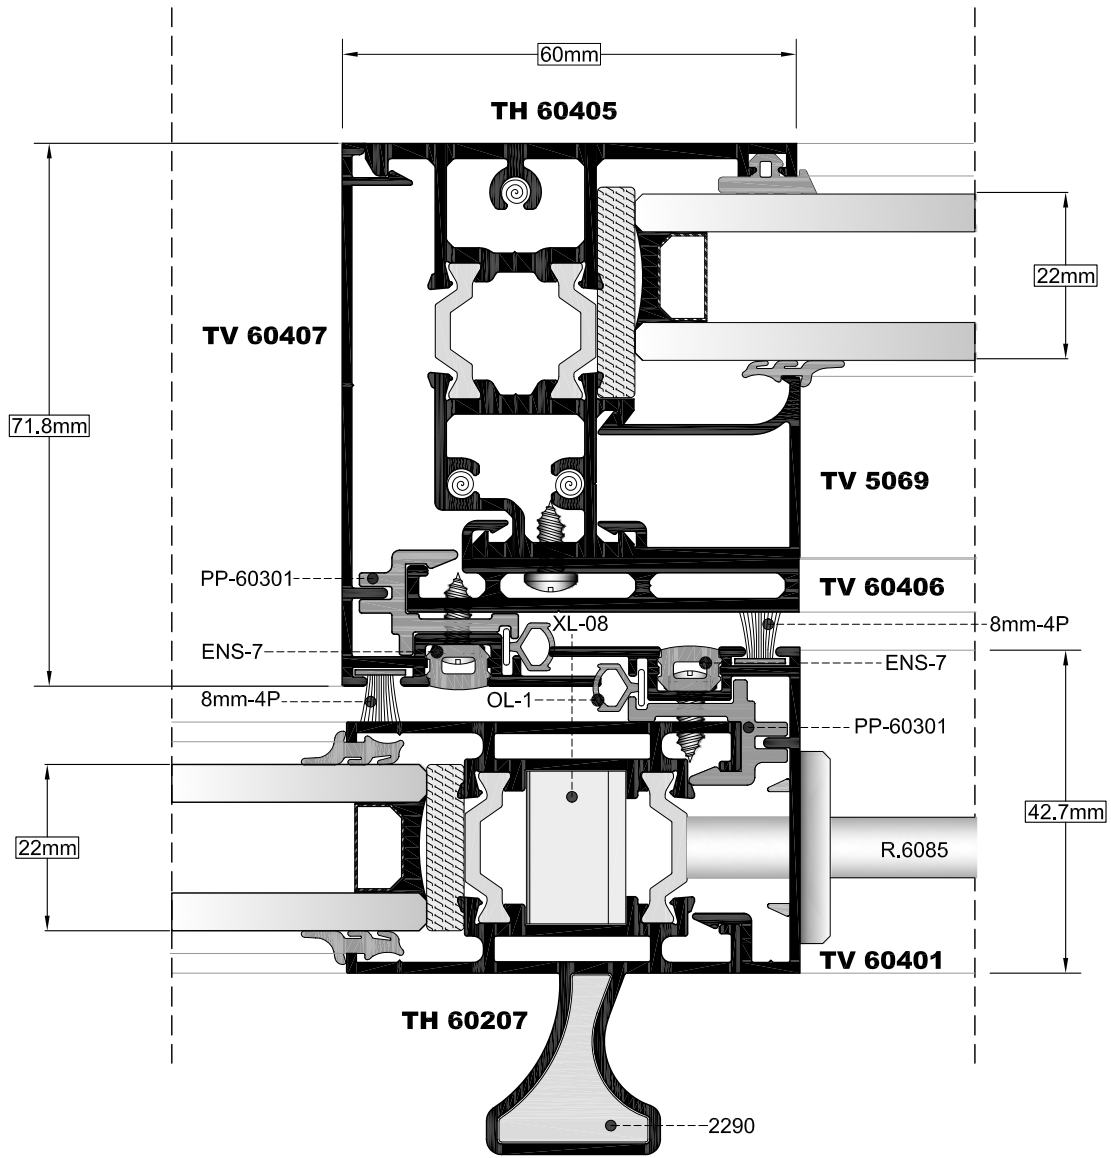 60mm
TH 60405
22mm
TV 60407
71.8mm
TV 5069
PP-60301
TV 60406
XL-08
8mm-4P
ENS-7
ENS-7
8mm-4P
OL-1
PP-60301
42.7mm
22mm
R.6085
TV 60401
TH 60207
2290